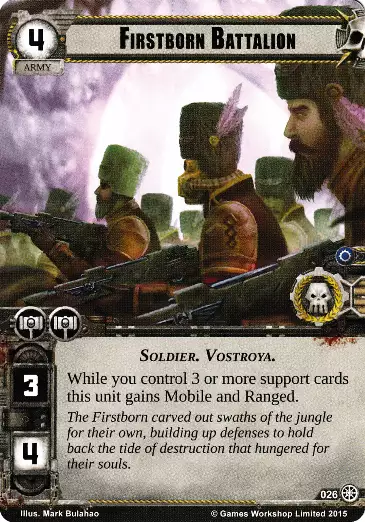 4
FIRSTBORN BATTALION
ARMY
SOLDIER. VOSTROYA.
3
While you control 3 or more support cards
this unit gains Mobile and Ranged.
4
The Firstborn carved out swaths of the jungle
for their own, building up defenses to hold
back the tide of destruction that hungered for
their souls.
026
Illus. Mark Bulahao
© Games Workshop Limited 2015